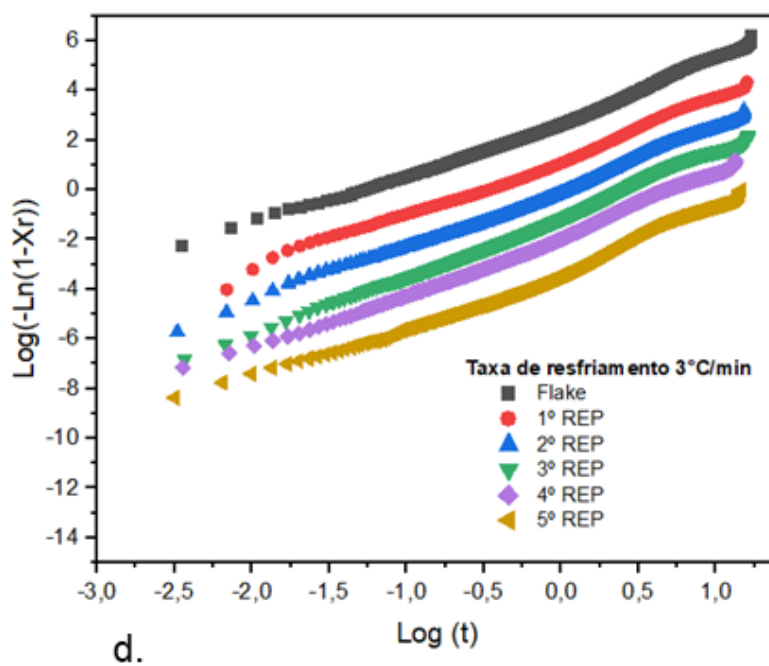 6
4
2
0
-2
-4
-6
-8
-10
-12
-14
Log(-Ln(1-Xr))
Taxa de resfriamento 3°C/min
Flake
1º REP
2º REP
3º REP
4º REP
5º REP
-3,0 -2,5 -2,0 -1,5 -1,0 -0,5 0,0 0,5 1,0
Log (t)
d.